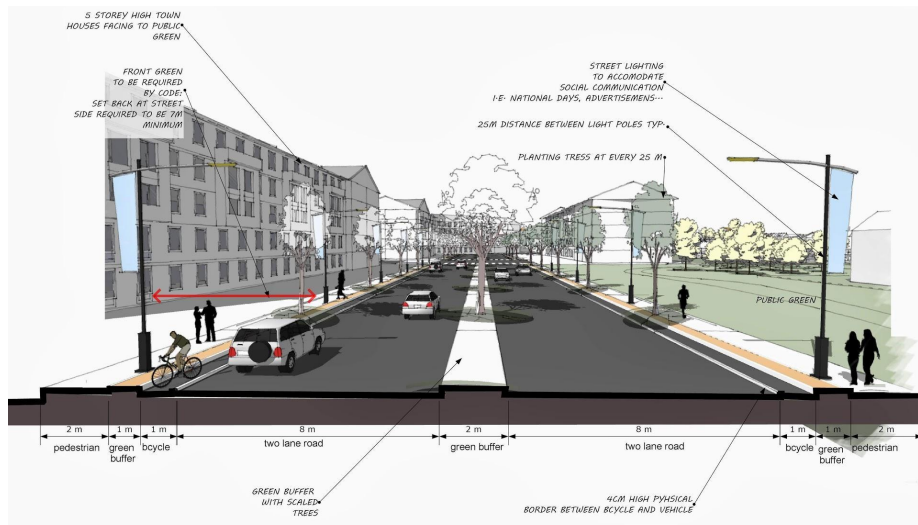 5 STOREY HIGH TOWN
HOUSES FACING TO PUBLIC
GREEN
FRONT GREEN
TO BE REQUIRED
BY CODE:
SET BACK AT STREET
SIDE REQUIRED TO BE 7M
MINIMUM
STREET LIGHTING
TO ACCOMODATE
SOCIAL COMMUNICATION
I.E. NATIONAL DAYS, ADVERTISEMENS...
25M DISTANCE BETWEEN LIGHT POLES TYP.
PLANTING TRESS AT EVERY 25 M
PUBLIC GREEN
2 m
1 m
1 m
8 m
2 m
8 m
1 m
1 m
2 m
pedestrian
green
buffer
bcycle
two lane road
green buffer
two lane road
bcycle
green
buffer
pedestrian
GREEN BUFFER
WITH SCALED
TREES
4CM HIGH PYHSICAL
BORDER BETWEEN BCYCLE AND VEHICLE